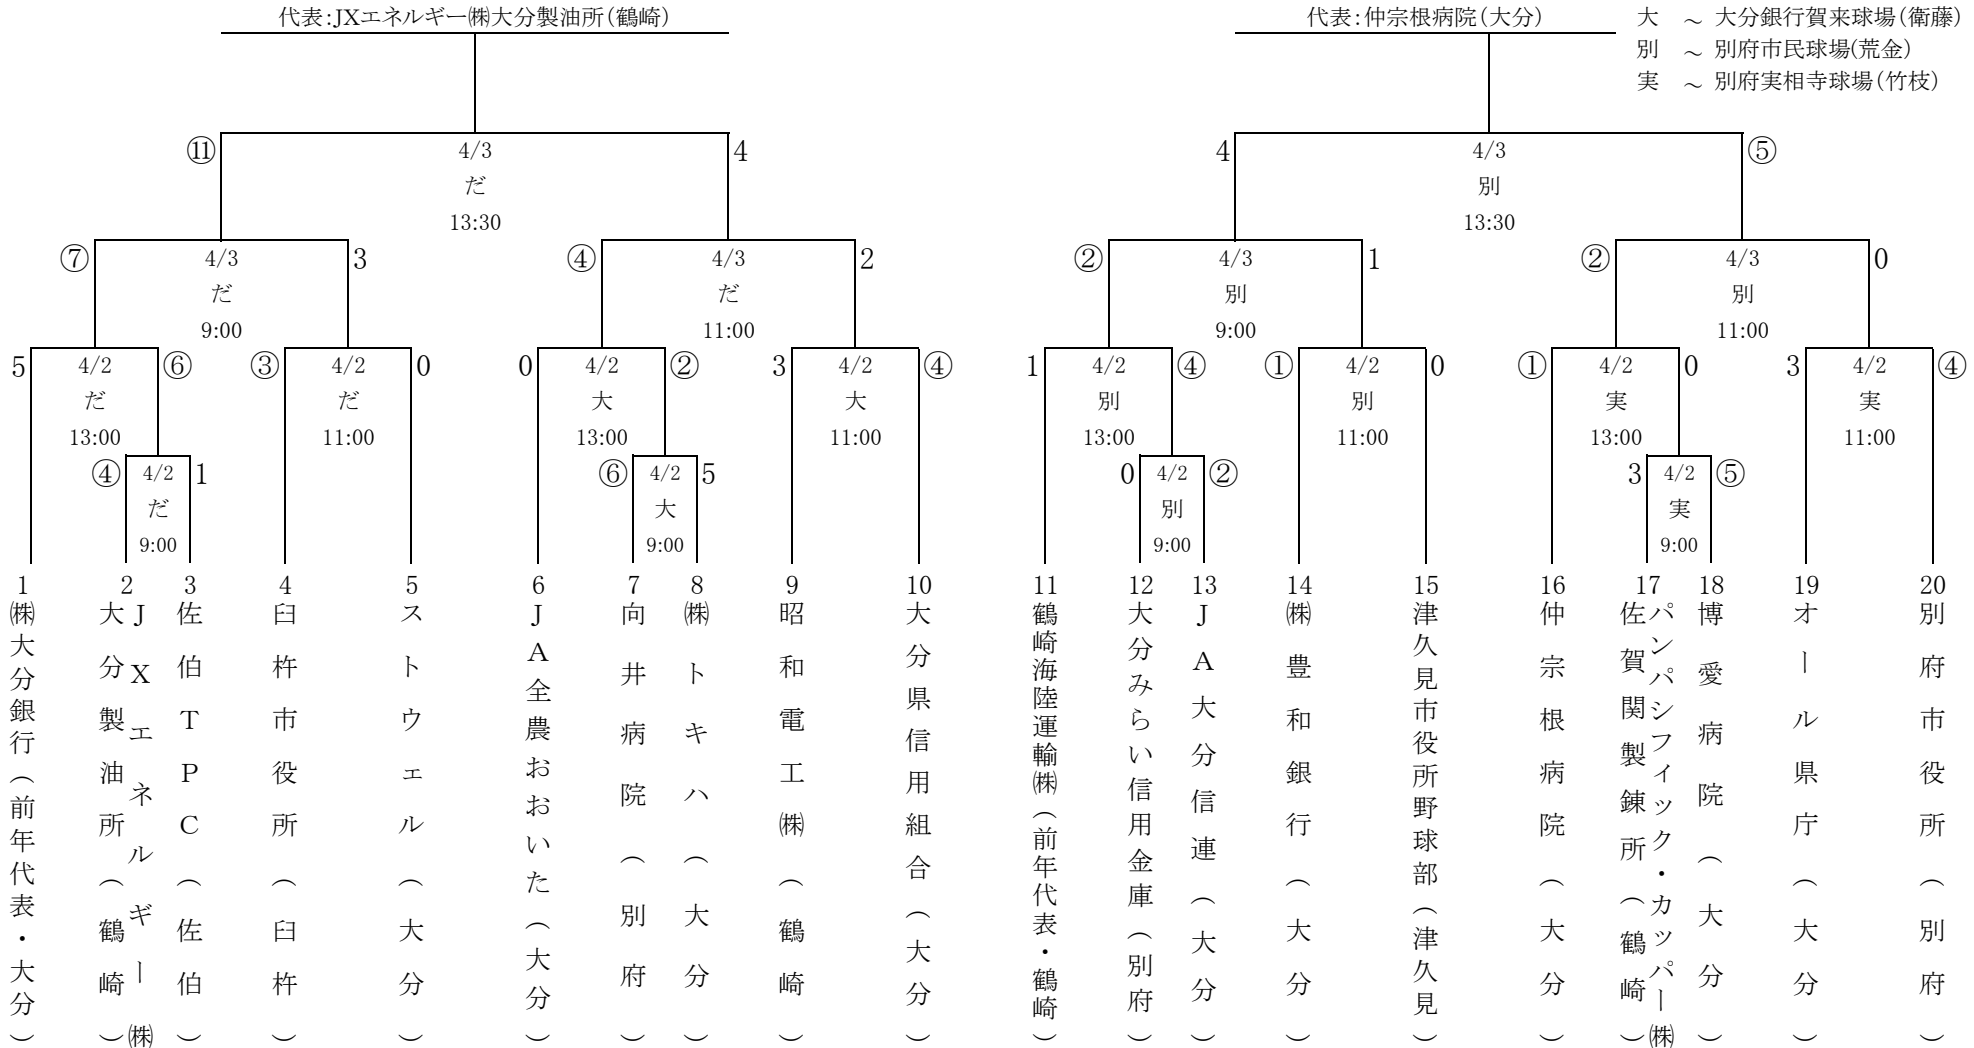 代表:JXエネルギー㈱大分製油所(鶴崎)
代表:仲宗根病院(大分)
大 ～ 大分銀行賀来球場(衛藤)
別 ～ 別府市民球場(荒金)
実 ～ 別府実相寺球場(竹枝)
⑪ 4/3 4
だ
13:30
4 4/3 ⑤
別
13:30
⑦ 4/3 3
だ
9:00
④ 4/3 2
だ
11:00
② 4/3 1
別
9:00
② 4/3 0
別
11:00
5 4/2 ⑥
だ
13:00
③ 4/2 0
だ
11:00
0 4/2 ②
大
13:00
3 4/2 ④
大
11:00
1 4/2 ④
別
13:00
① 4/2 0
別
11:00
① 4/2 0
実
13:00
3 4/2 ④
実
11:00
④ 4/2 1
だ
9:00
⑥ 4/2 5
大
9:00
0 4/2 ②
別
9:00
3 4/2 ⑤
実
9:00
1
㈱大分銀行(前年代表・大分)
2
JXエネルギー㈱
大分製油所(鶴崎)
3
佐伯TPC(佐伯)
4
臼杵市役所(臼杵)
5
ストウェル(大分)
6
JA全農おおいた(大分)
7
向井病院(別府)
8
㈱トキハ(大分)
9
昭和電工㈱(鶴崎)
10
大分県信用組合(大分)
11
鶴崎海陸運輸㈱(前年代表・鶴崎)
12
大分みらい信用金庫(別府)
13
JA大分信連(大分)
14
㈱豊和銀行(大分)
15
津久見市役所野球部(津久見)
16
仲宗根病院(大分)
17
パンパシフィック・カッパー㈱
佐賀関製錬所(鶴崎)
18
博愛病院(大分)
19
オール県庁(大分)
20
別府市役所(別府)